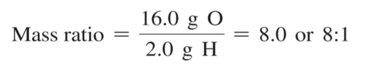 Mass ratio = 16.0 g O / 2.0 g H = 8.0 or 8:1